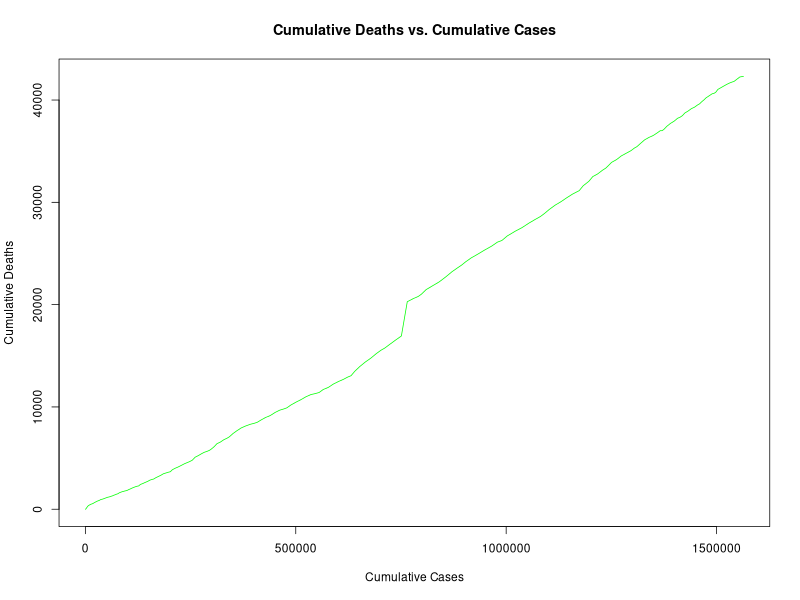 Cumulative Deaths vs. Cumulative Cases
40000
30000
20000
10000
0
Cumulative Deaths
0 500000 1000000 1500000
Cumulative Cases